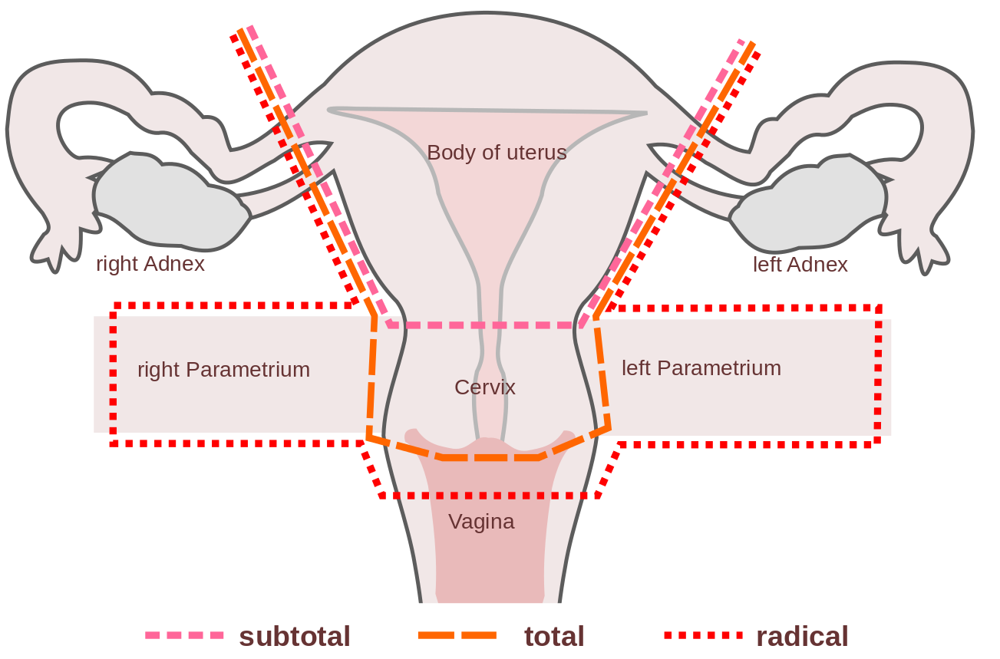 Body of uterus
right Adnex
left Adnex
right Parametrium
left Parametrium
Cervix
Vagina
subtotal
total
radical